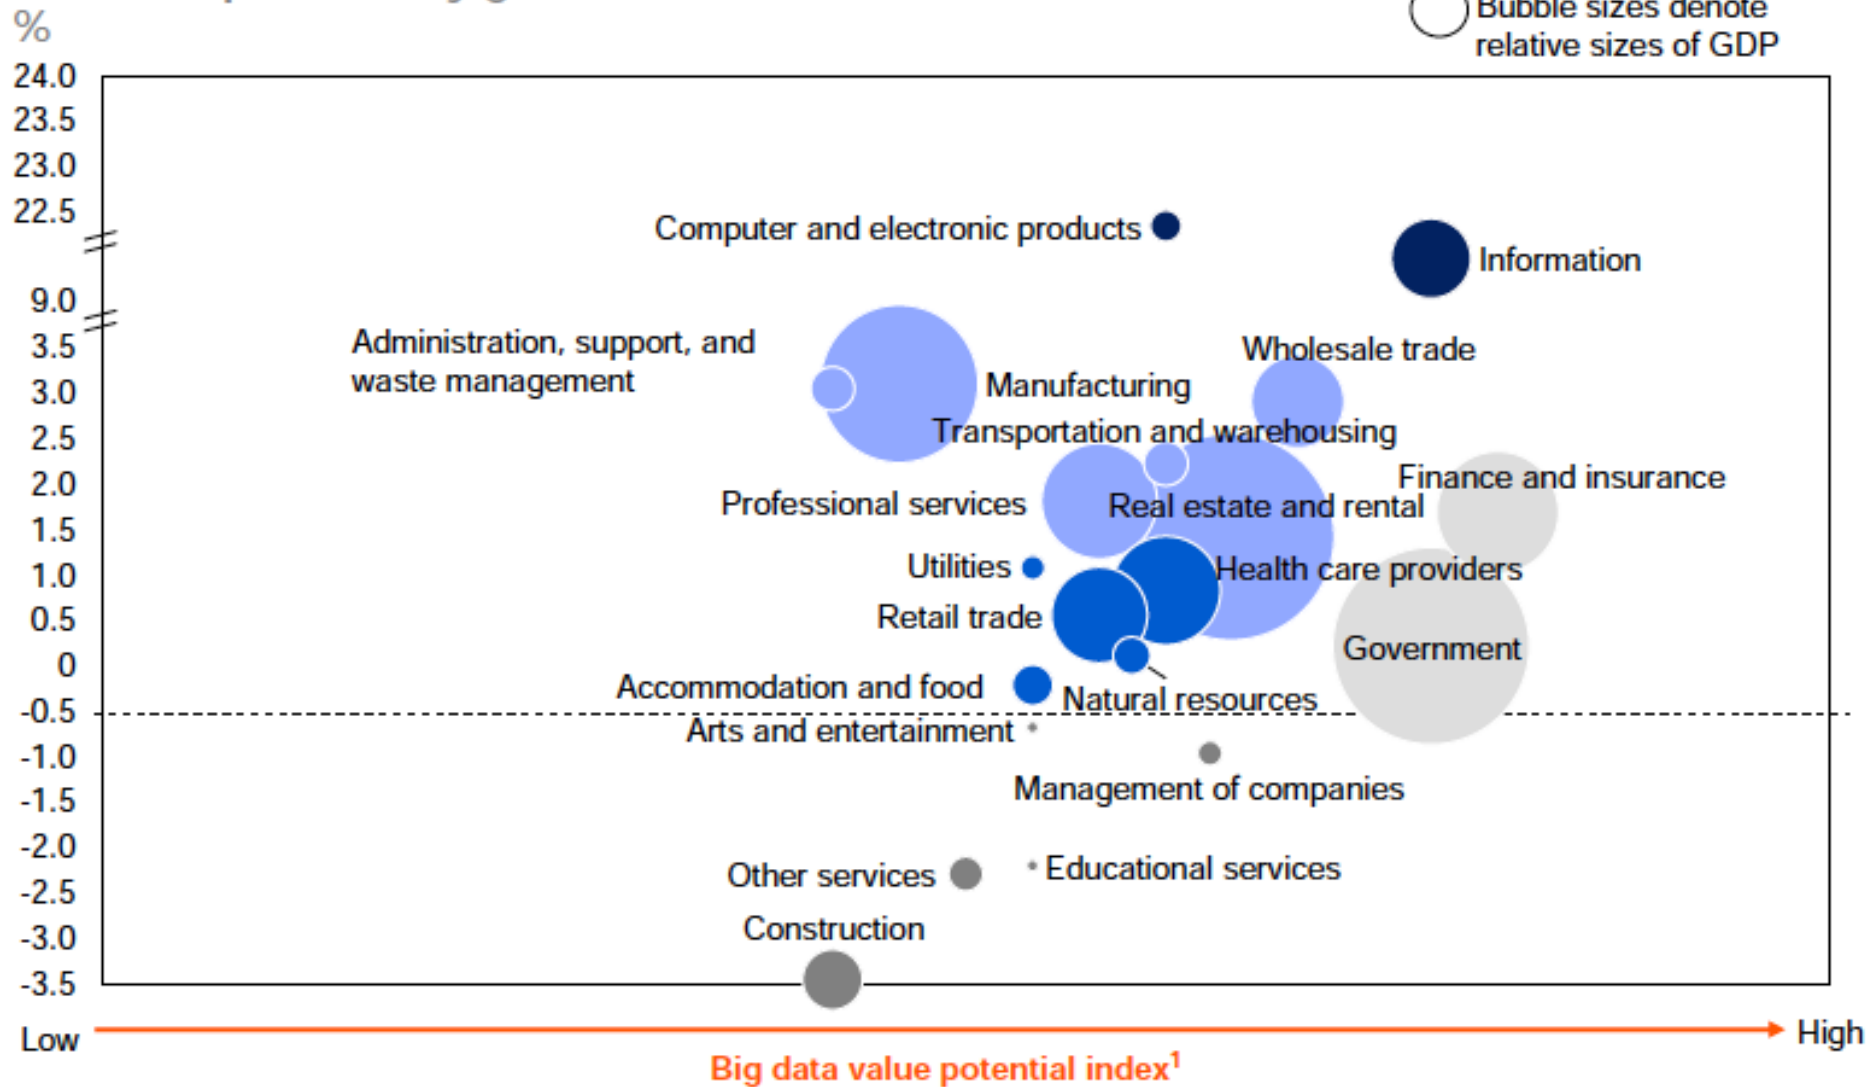 %
Bubble sizes denote
relative sizes of GDP
24.0
23.5
23.0
22.5
9.0
3.5
3.0
2.5
2.0
1.5
1.0
0.5
0
-0.5
-1.0
-1.5
-2.0
-2.5
-3.0
-3.5
Computer and electronic products
Information
Administration, support, and
waste management
Manufacturing
Wholesale trade
Transportation and warehousing
Finance and insurance
Professional services
Real estate and rental
Utilities
Health care providers
Retail trade
Government
Accommodation and food
Natural resources
Arts and entertainment
Management of companies
Other services
Educational services
Construction
Low
High
Big data value potential index¹